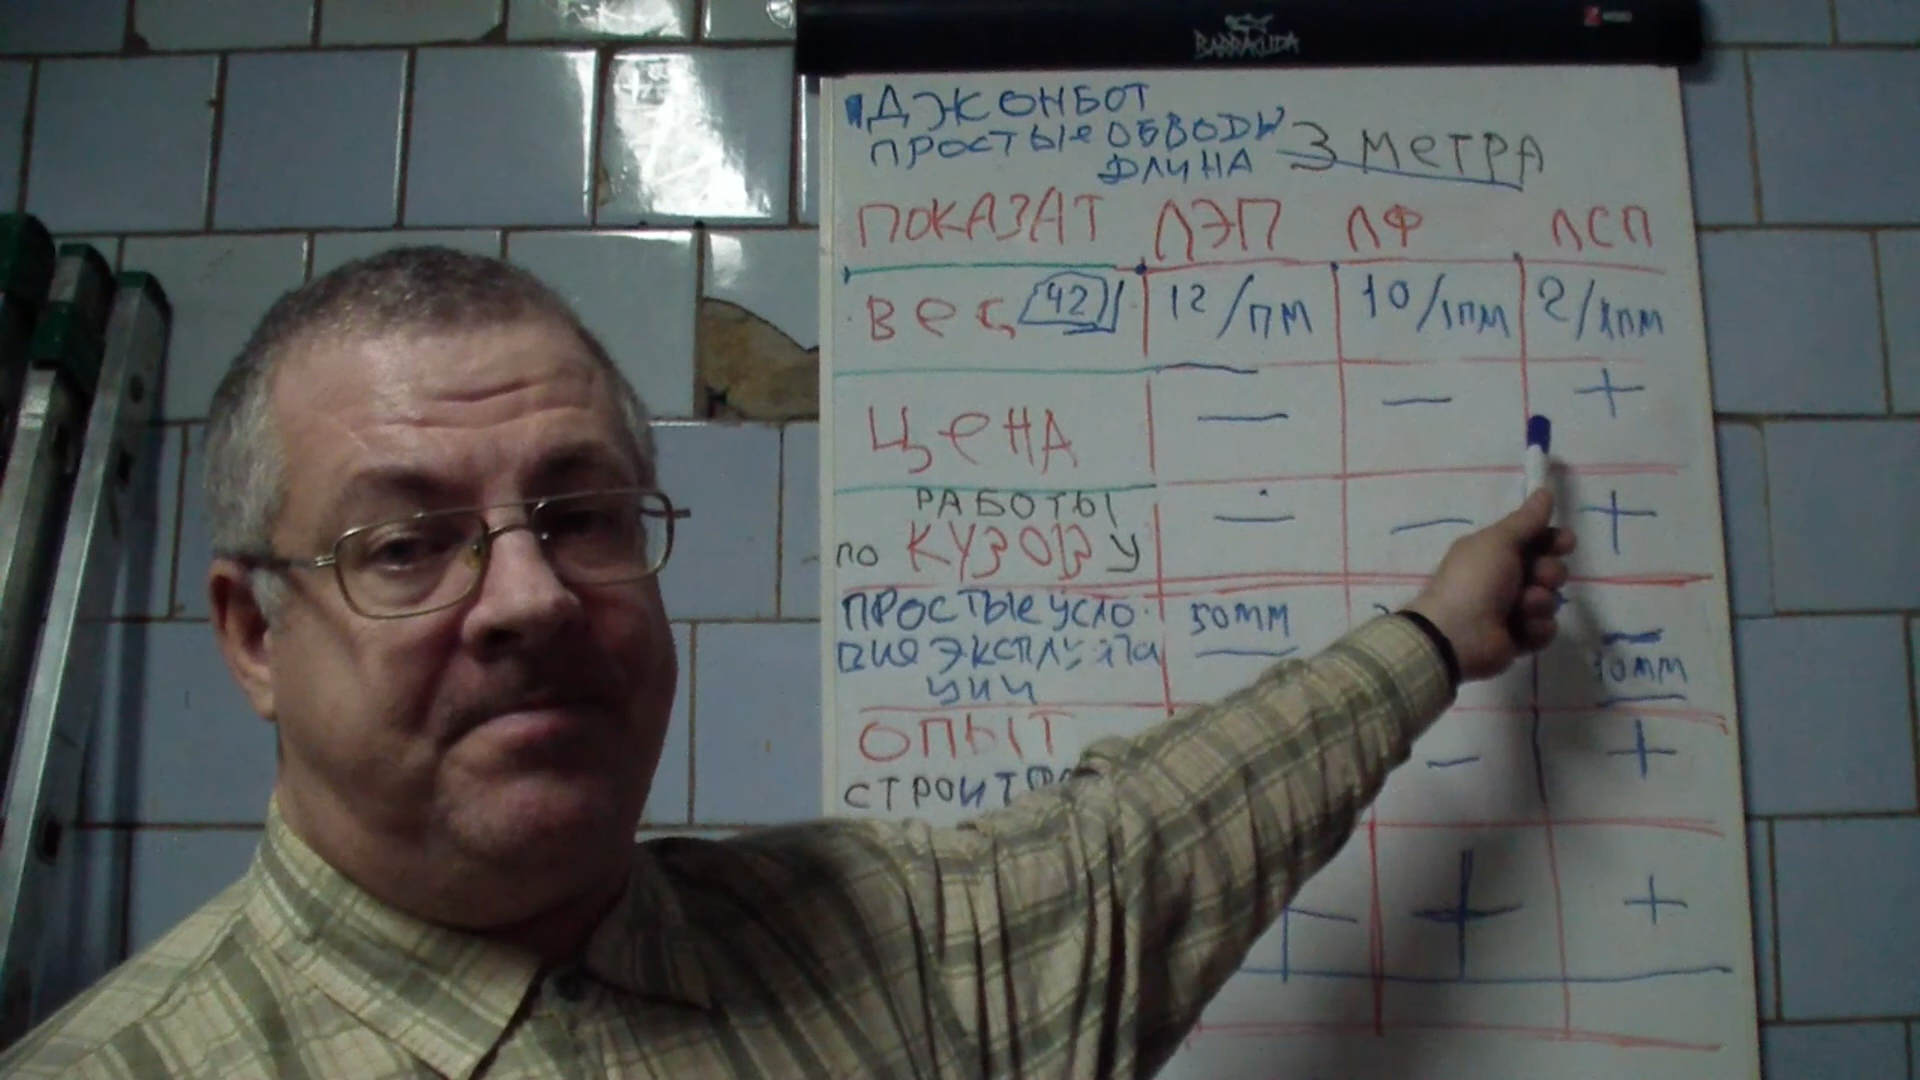 BARRACUDA
ДЖОНБОТ
ПРОСТЫЕ ОБВОДЫ
ДЛИНА 3 МЕТРА
ПОКАЗАТ ЛЭП ЛФ ЛСП
ВЕС 42 12/ПМ 10/1ПМ 2/1ПМ
ЦЕНА — — +
РАБОТЫ
ПО КУЗОВУ — — +
ПРОСТЫЕ УСЛО 50ММ
ВИЯ ЭКСПЛУАТА 10ММ
ЦИИ
ОПЫТ — +
+ + +